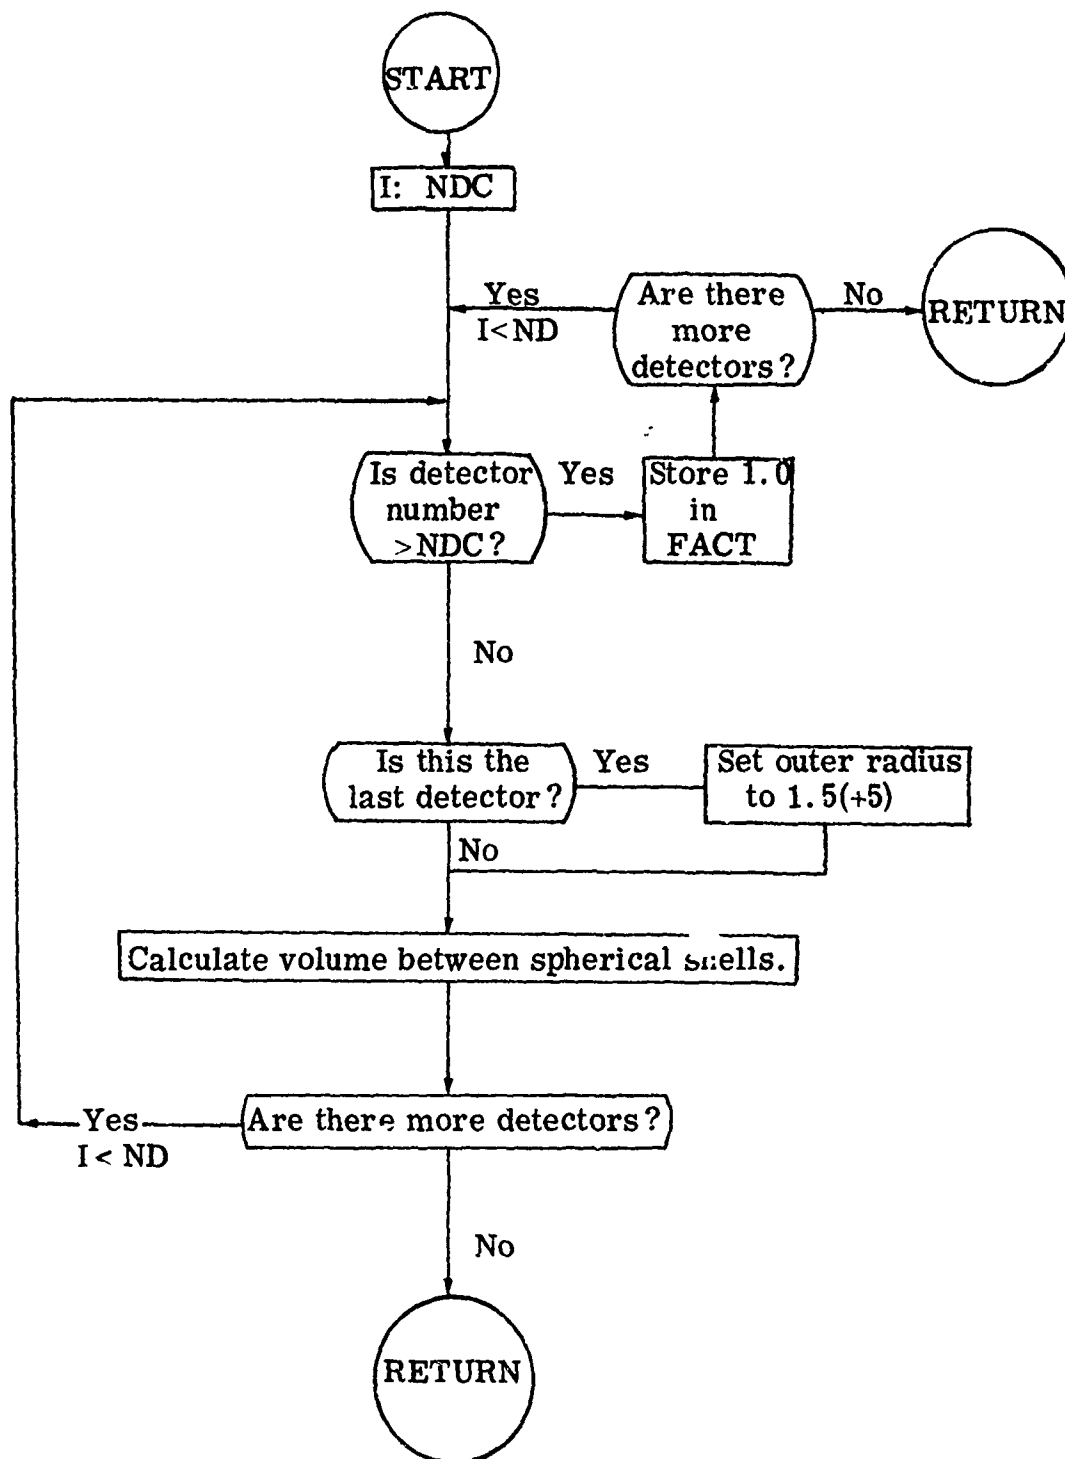 START
I: NDC
Yes
I<ND
Are there
more
detectors?
No
RETURN
Is detector
number
>NDC?
Yes
Store 1.0
in
FACT
No
Is this the
last detector?
Yes
Set outer radius
to 1.5(+5)
No
Calculate volume between spherical shells.
Are there more detectors?
Yes
I < ND
No
RETURN